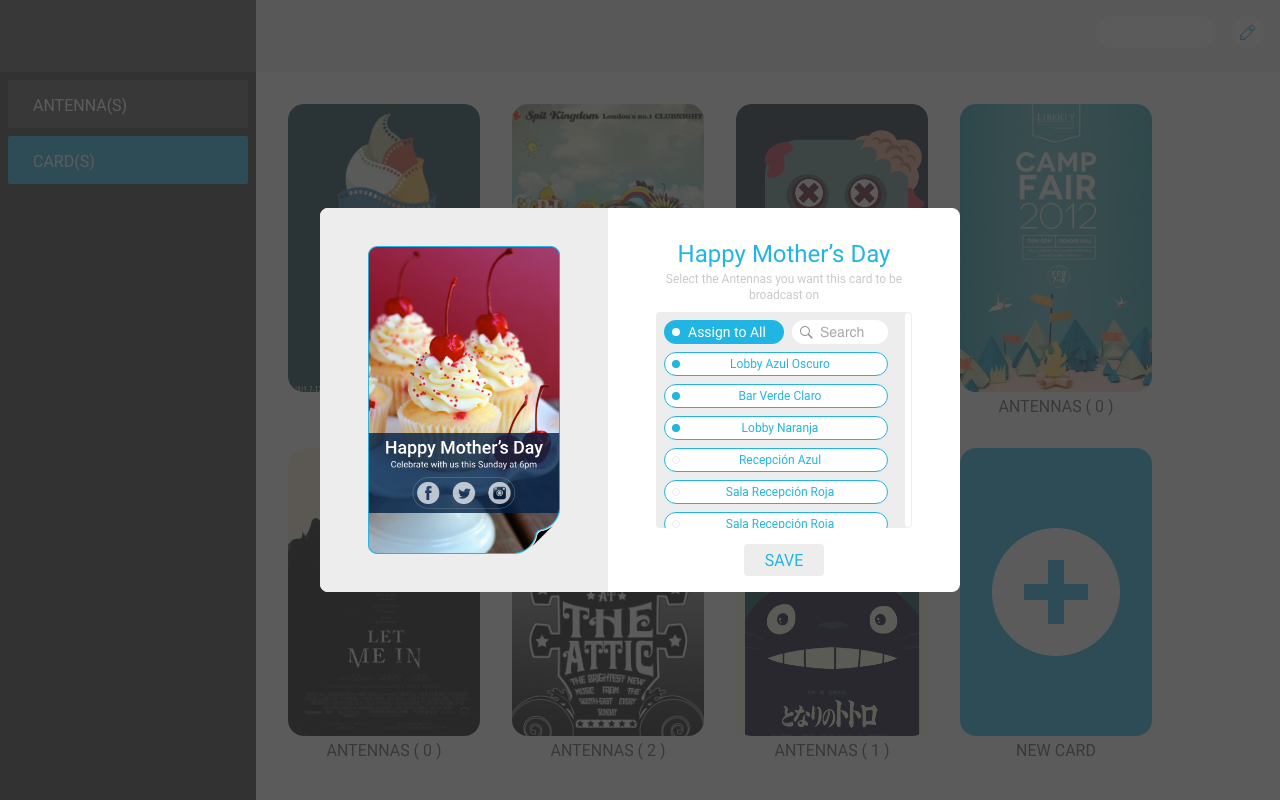 ANTENNA(S)
CARD(S)
Spit Kingdom London's no.1 CLUBNIGHT
LIBERTY
CAMP
FAIR
2012
ANTENNAS ( 0 )
Happy Mother’s Day
Celebrate with us this Sunday at 6pm
Happy Mother’s Day
Select the Antennas you want this card to be
broadcast on
Assign to All
Search
Lobby Azul Oscuro
Bar Verde Claro
Lobby Naranja
Recepción Azul
Sala Recepción Roja
Sala Recepción Roja
SAVE
LET
ME IN
AT
THE
ATTIC
THE BRIGHTEST NEW
MUSIC FROM THE
SOUTH-EAST EVERY
SUNDAY
となりのトトロ
ANTENNAS ( 0 )
ANTENNAS ( 2 )
ANTENNAS ( 1 )
NEW CARD